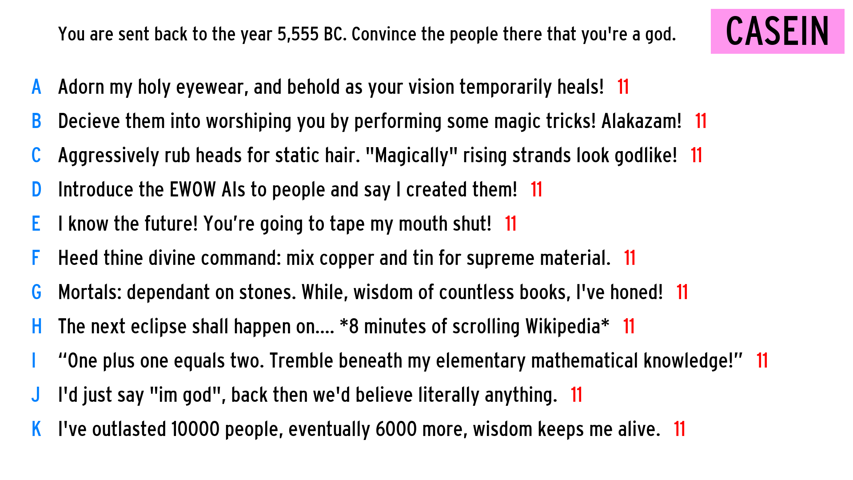 You are sent back to the year 5,555 BC. Convince the people there that you're a god.
CASEIN
A Adorn my holy eyewear, and behold as your vision temporarily heals! 11
B Decieve them into worshiping you by performing some magic tricks! Alakazam! 11
C Aggressively rub heads for static hair. "Magically" rising strands look godlike! 11
D Introduce the EWOW AIs to people and say I created them! 11
E I know the future! You’re going to tape my mouth shut! 11
F Heed thine divine command: mix copper and tin for supreme material. 11
G Mortals: dependant on stones. While, wisdom of countless books, I've honed! 11
H The next eclipse shall happen on.... *8 minutes of scrolling Wikipedia* 11
I “One plus one equals two. Tremble beneath my elementary mathematical knowledge!” 11
J I'd just say "im god", back then we'd believe literally anything. 11
K I've outlasted 10000 people, eventually 6000 more, wisdom keeps me alive. 11